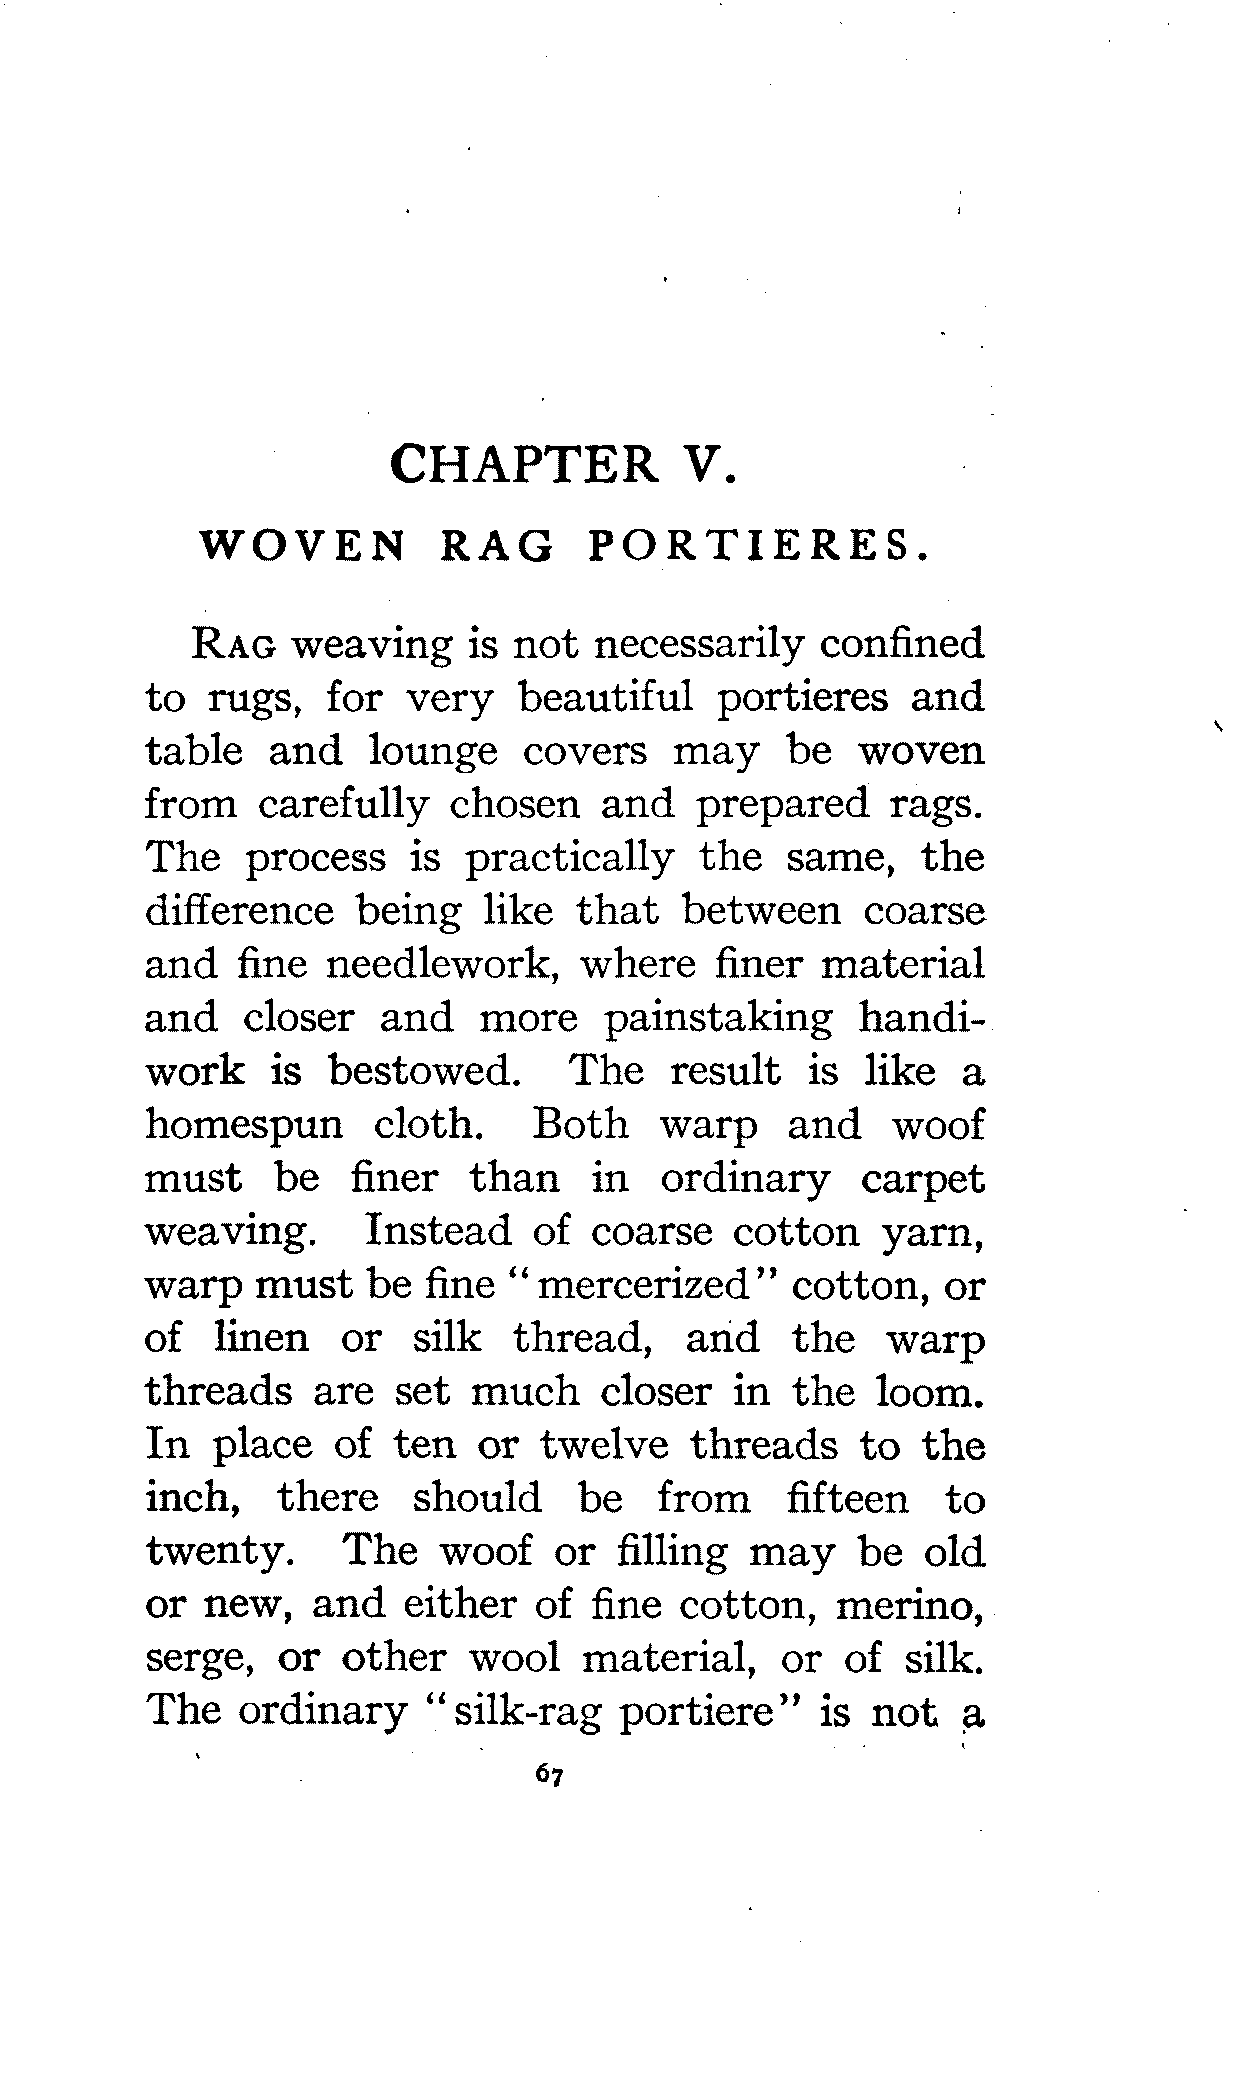 CHAPTER V.
WOVEN RAG PORTIERES.
RAG weaving is not necessarily confined
to rugs, for very beautiful portieres and
table and lounge covers may be woven
from carefully chosen and prepared rags.
The process is practically the same, the
difference being like that between coarse
and fine needlework, where finer material
and closer and more painstaking handi-
work is bestowed. The result is like a
homespun cloth. Both warp and woof
must be finer than in ordinary carpet
weaving. Instead of coarse cotton yarn,
warp must be fine “mercerized” cotton, or
of linen or silk thread, and the warp
threads are set much closer in the loom.
In place of ten or twelve threads to the
inch, there should be from fifteen to
twenty. The woof or filling may be old
or new, and either of fine cotton, merino,
serge, or other wool material, or of silk.
The ordinary “silk-rag portiere” is not a
67